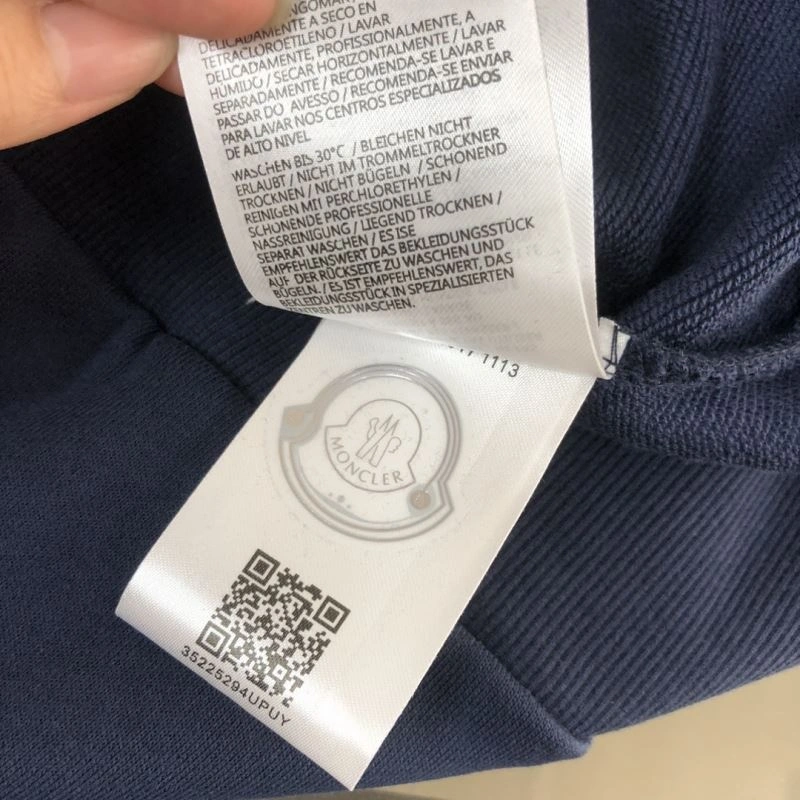 DELICADAMENTE A SECO EN
TETRACLOROETILENO / LAVAR
DELICADAMENTE, PROFISSIONALMENTE, A
HUMIDO / SECAR HORIZONTALMENTE / LAVAR
SEPARADAMENTE / RECOMENDA-SE LAVAR E
PASSAR DO AVESSO / RECOMENDA-SE ENVIAR
PARA LAVAR NOS CENTROS ESPECIALIZADOS
DE ALTO NIVEL
WASCHEN BIS 30°C / BLEICHEN NICHT
ERLAUBT / NICHT IM TROMMELTROCKNER
TROCKNEN / NICHT BÜGELN / SCHONEND
REINIGEN MIT PERCHLORETHYLEN /
SCHONENDE PROFESSIONELLE
NASSREINIGUNG / LIEGEND TROCKNEN /
SEPARAT WASCHEN / ES ISE
EMPFEHLENSWERT DAS BEKLEIDUNGSSTÜCK
AUF DER RÜCKSEITE ZU WASCHEN UND
BÜGELN. / ES IST EMPFEHLENSWERT, DAS
BEKLEIDUNGSSTÜCK IN SPEZIALISIERTEN
ZENTREN ZU WASCHEN.
1113
MONCLER
35225294UPUY